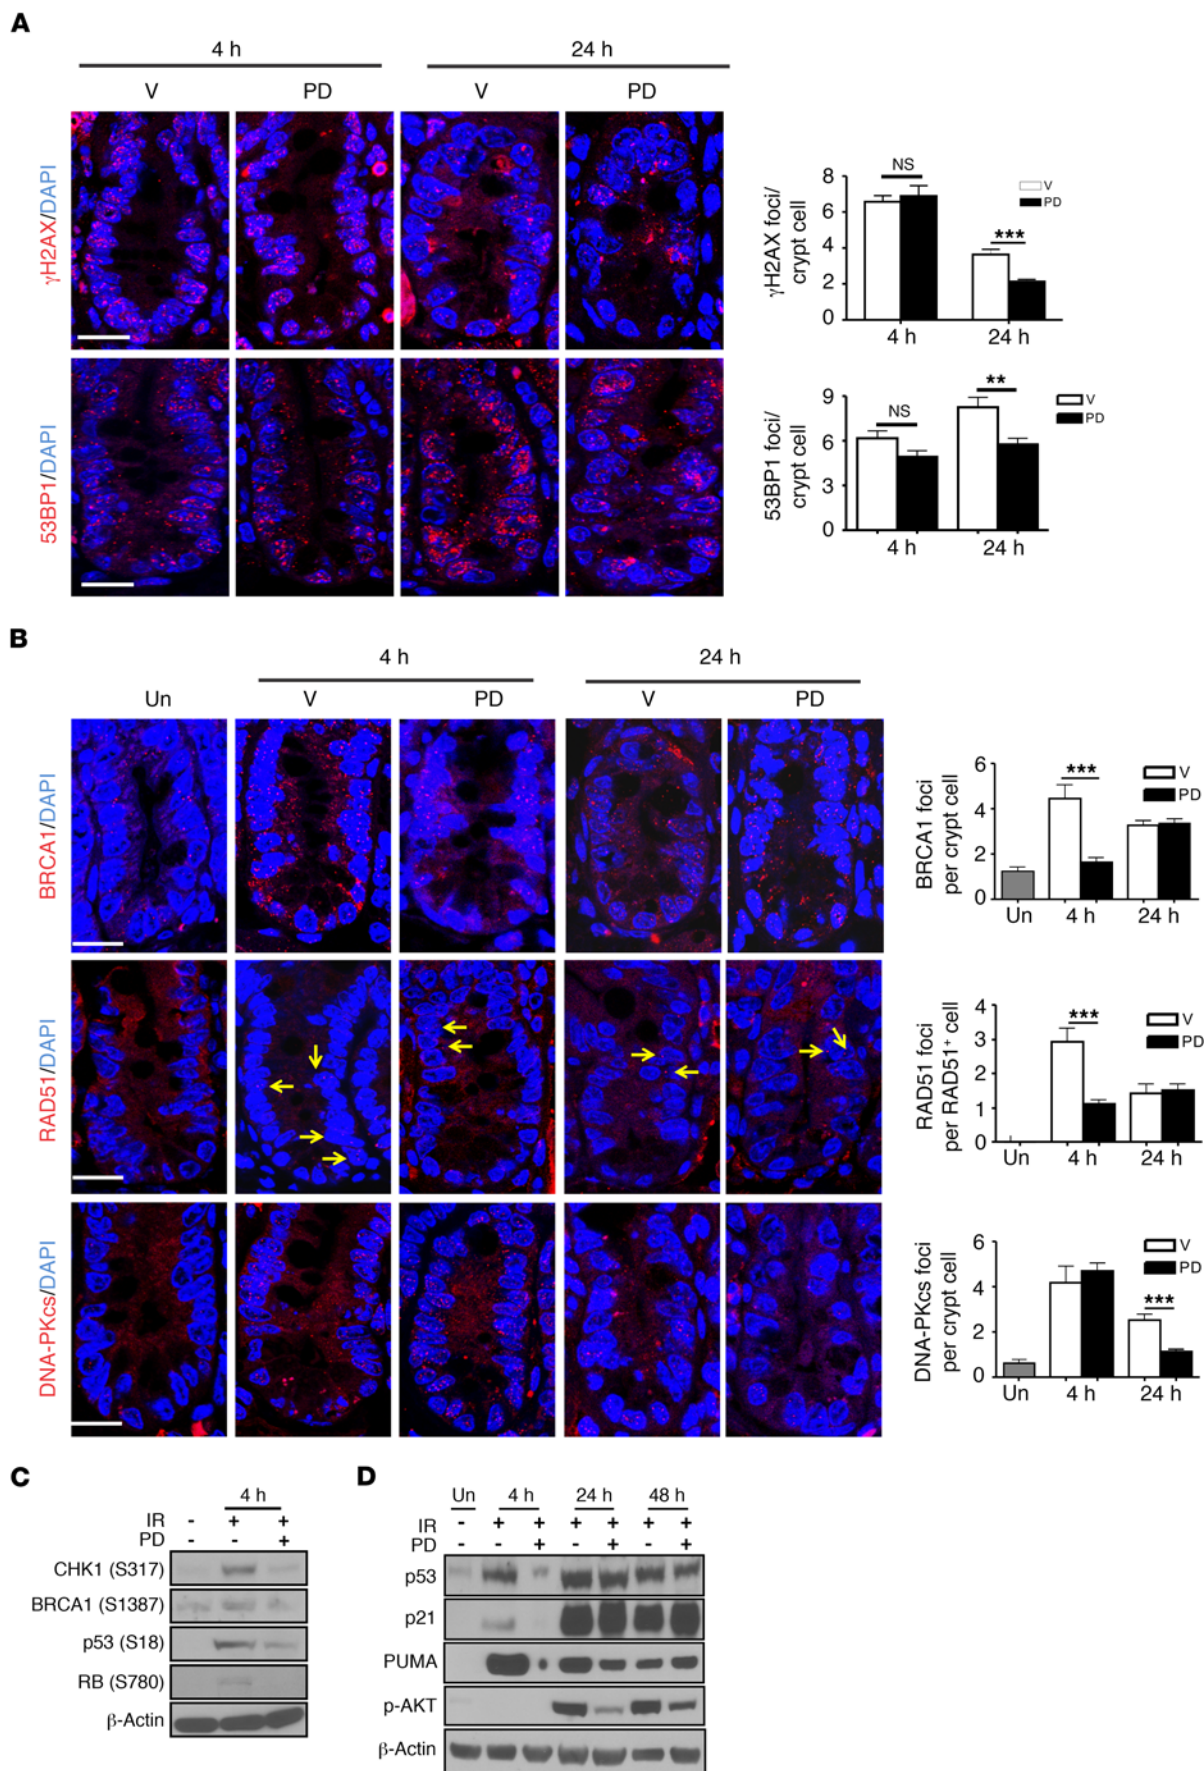 A
4 h
24 h
V
PD
V
PD
γH2AX/DAPI
53BP1/DAPI
γH2AX foci/
crypt cell
8
6
4
2
0
NS
***
V
PD
4 h
24 h
53BP1 foci/
crypt cell
9
6
3
0
NS
**
V
PD
4 h
24 h
B
4 h
24 h
Un
V
PD
V
PD
BRCA1/DAPI
RAD51/DAPI
DNA-PKcs/DAPI
BRCA1 foci
per crypt cell
6
4
2
0
***
V
PD
Un
4 h
24 h
RAD51 foci
per RAD51⁺ cell
4
3
2
1
0
***
V
PD
Un
4 h
24 h
DNA-PKcs foci
per crypt cell
6
4
2
0
***
V
PD
Un
4 h
24 h
C
4 h
IR - + +
PD - - +
CHK1 (S317)
BRCA1 (S1387)
p53 (S18)
RB (S780)
β-Actin
D
Un 4 h 24 h 48 h
IR - + + + + + +
PD - - + - + - +
p53
p21
PUMA
p-AKT
β-Actin